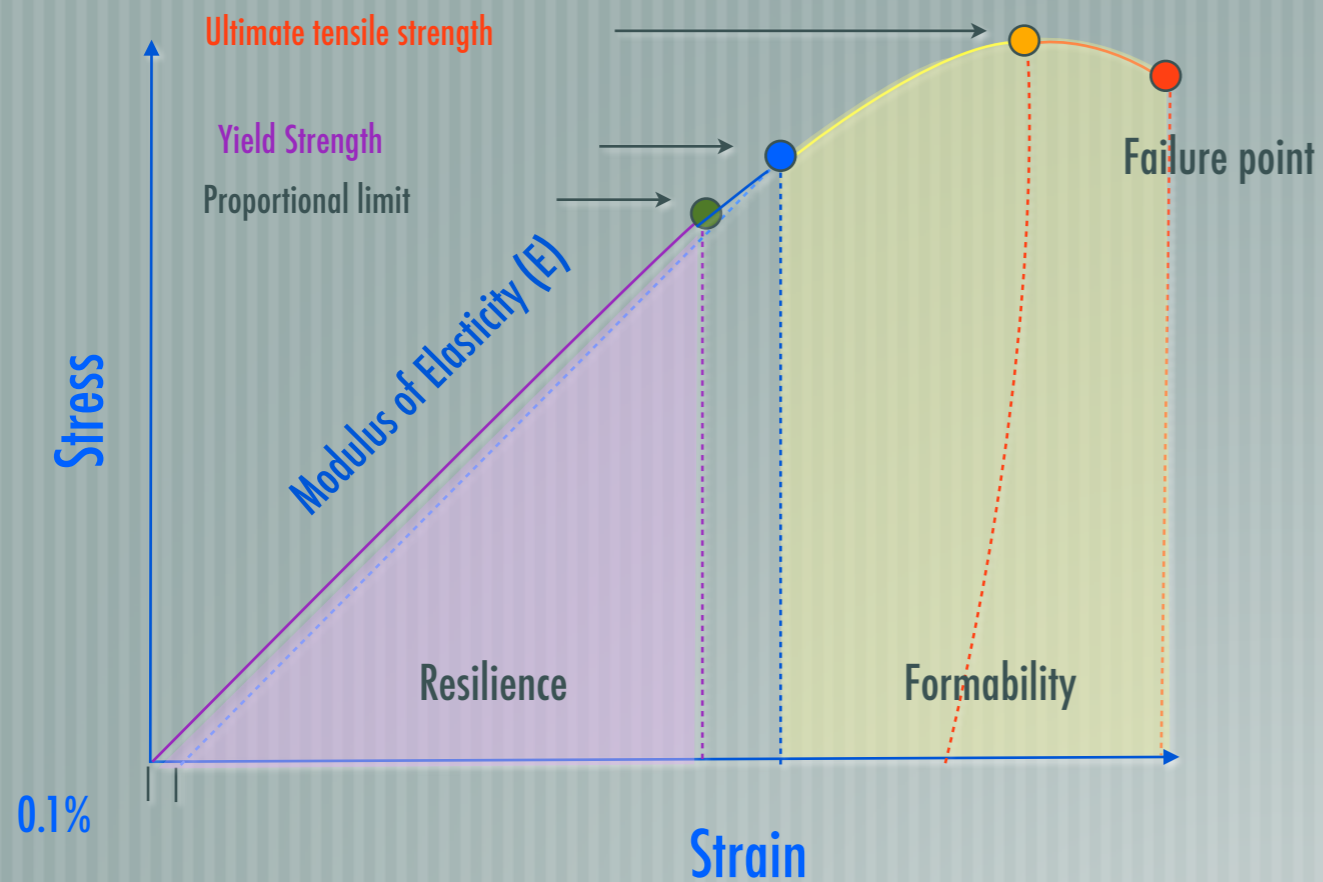 Ultimate tensile strength
Yield Strength
Proportional limit
Failure point
Modulus of Elasticity (E)
Stress
Resilience
Formability
0.1%
Strain